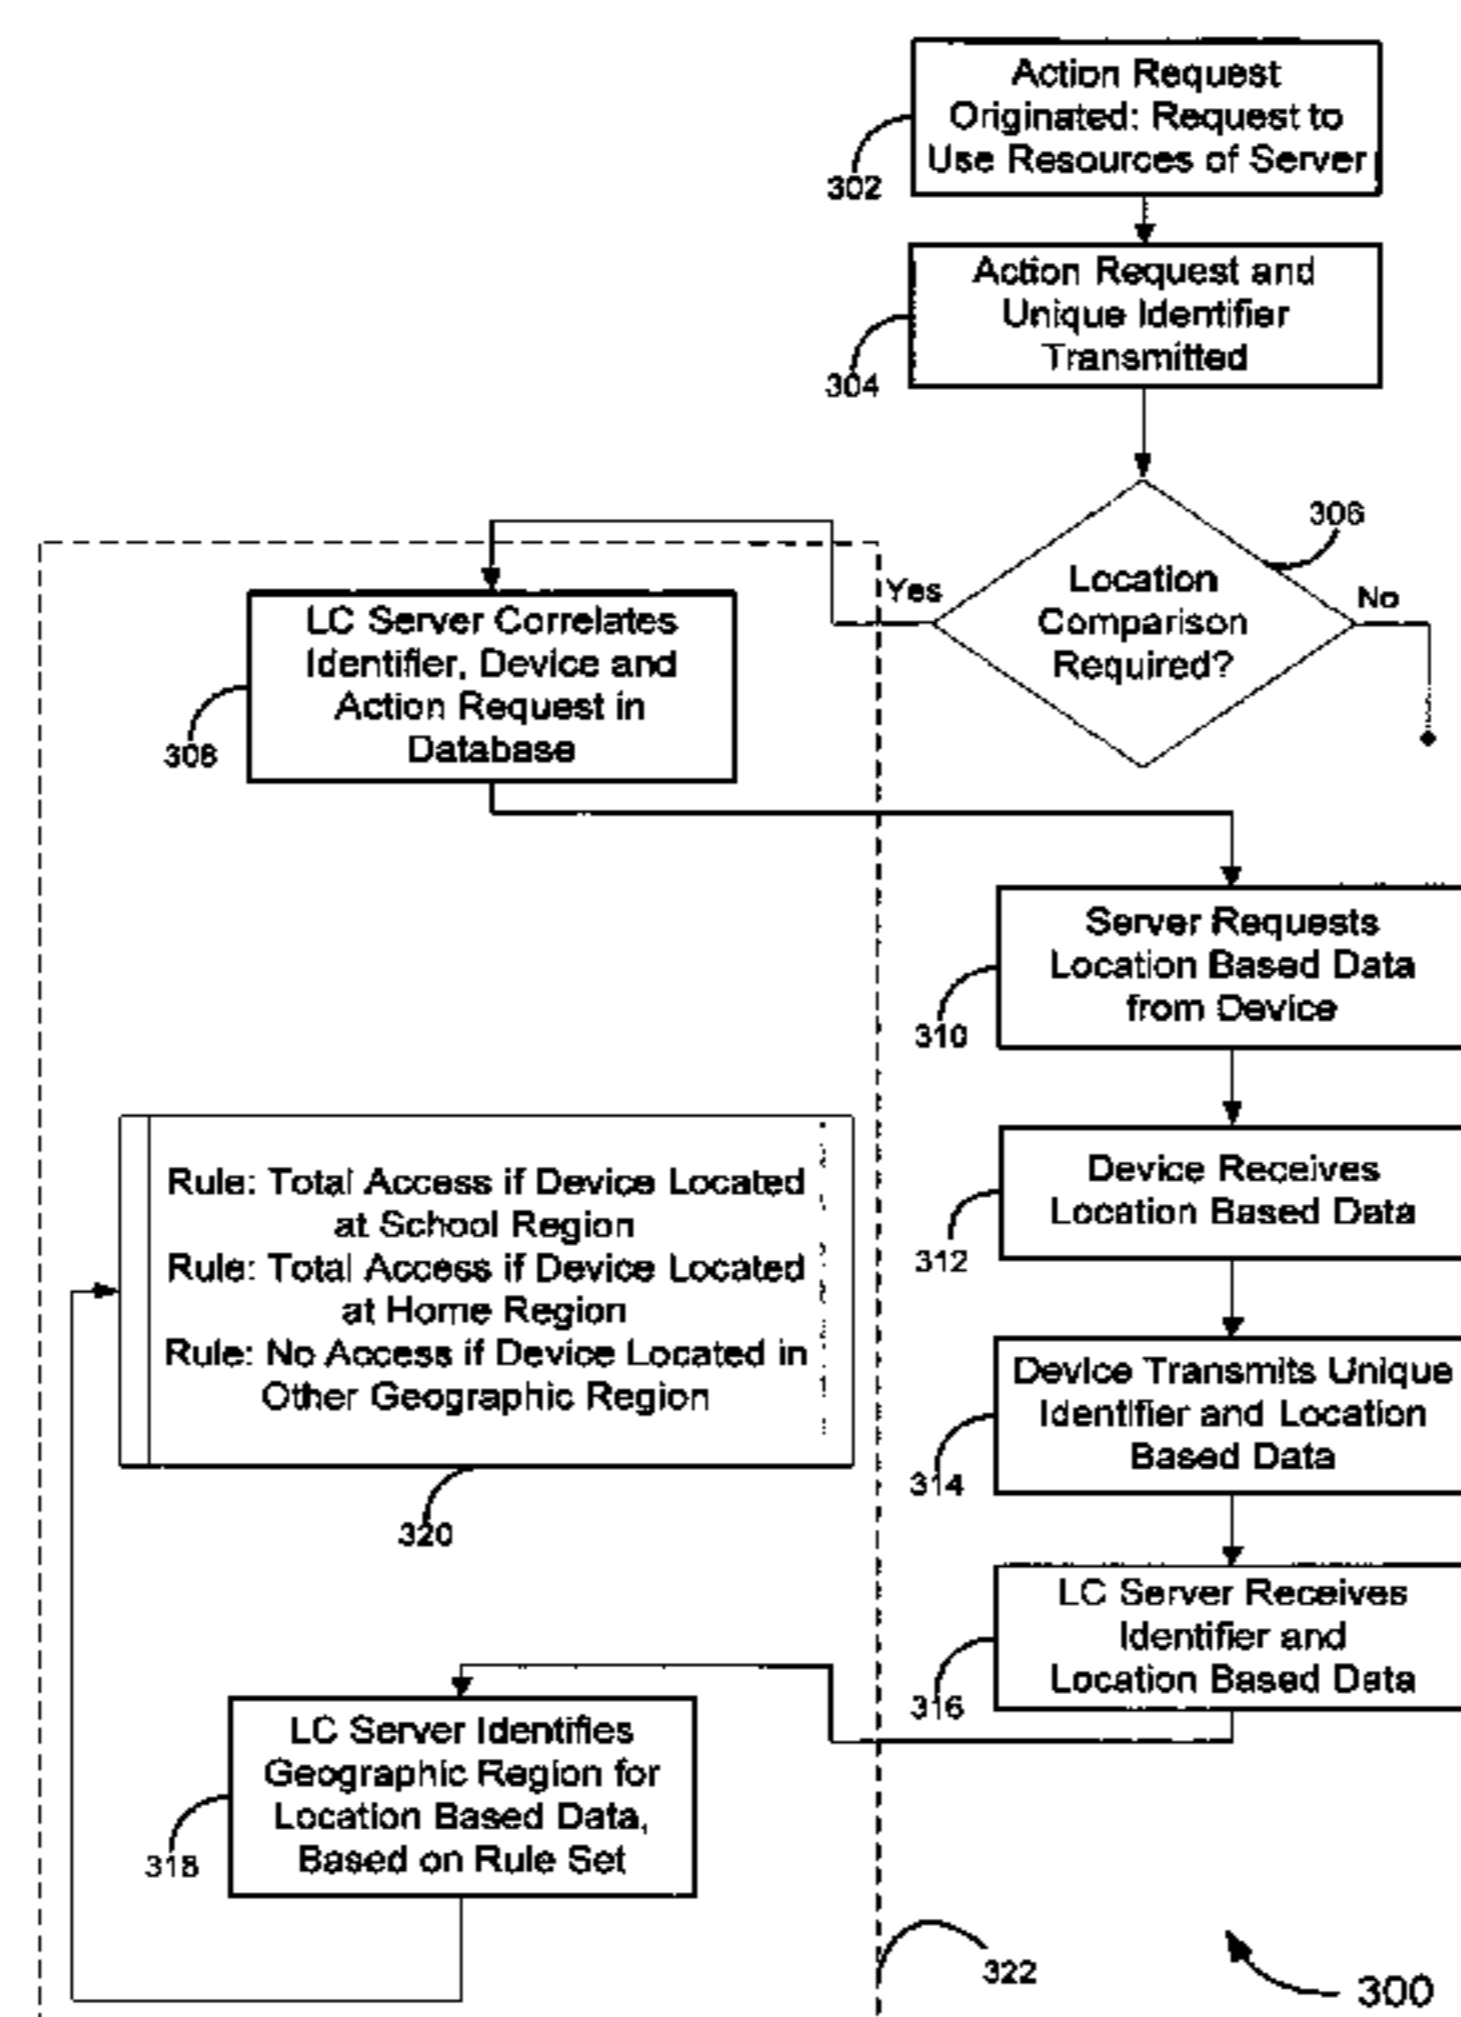 Action Request
Originated: Request to
Use Resources of Server
302
Action Request and
Unique Identifier
Transmitted
304
306
Location
Comparison
Required?
Yes
No
LC Server Correlates
Identifier, Device and
Action Request in
Database
308
Server Requests
Location Based Data
from Device
310
Device Receives
Location Based Data
312
Rule: Total Access if Device Located
at School Region
Rule: Total Access if Device Located
at Home Region
Rule: No Access if Device Located in
Other Geographic Region
320
Device Transmits Unique
Identifier and Location
Based Data
314
LC Server Receives
Identifier and
Location Based Data
316
LC Server Identifies
Geographic Region for
Location Based Data,
Based on Rule Set
318
322
300